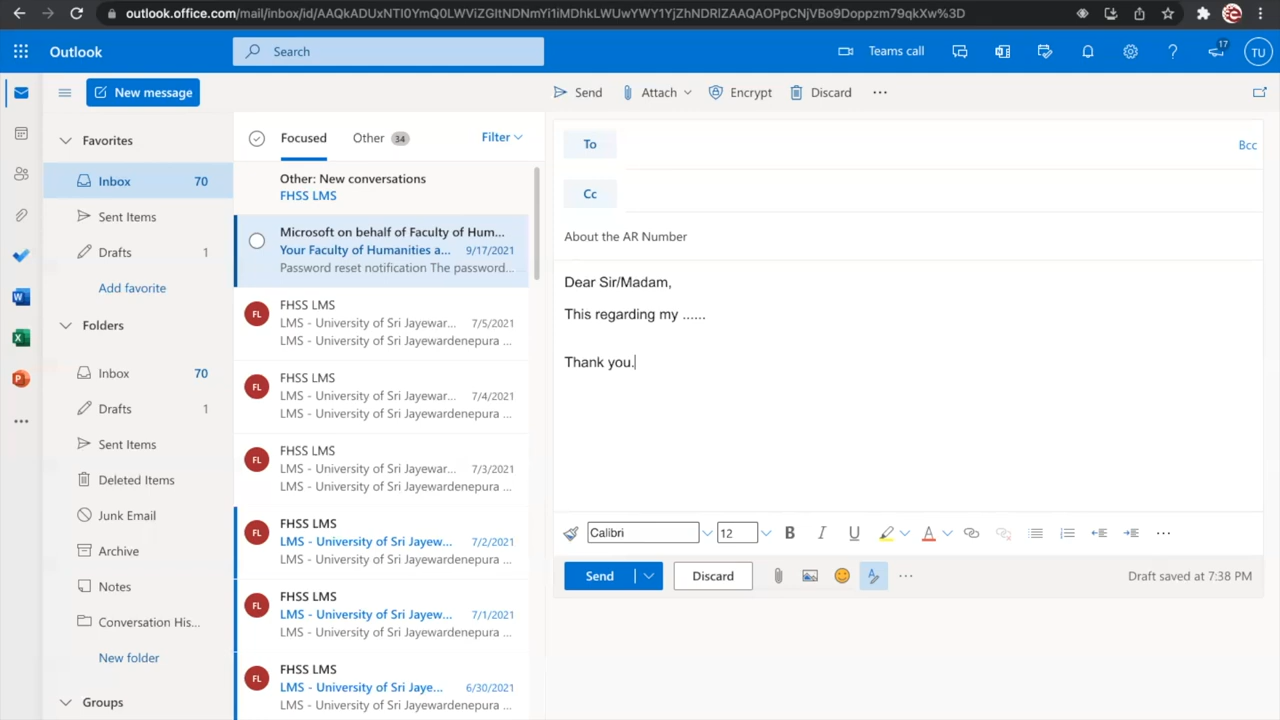 outlook.office.com/mail/inbox/id/AAQkADUxNTI0YmQ0LWViZGItNDNmYi1iMDhkLWUwYWY1YjZhNDRlZAAQAOPpCNjVBo9Doppzm79qkXw%3D
Outlook
Search
Teams call
17
TU
New message
Send
Attach
Encrypt
Discard
Favorites
Inbox 70
Sent Items
Drafts 1
Add favorite
Folders
Inbox 70
Drafts 1
Sent Items
Deleted Items
Junk Email
Archive
Notes
Conversation His...
New folder
Groups
Focused
Other 34
Filter
Other: New conversations
FHSS LMS
Microsoft on behalf of Faculty of Hum...
Your Faculty of Humanities a... 9/17/2021
Password reset notification The password...
FL
FHSS LMS
LMS - University of Sri Jayewar... 7/5/2021
LMS - University of Sri Jayewardenepura ...
FL
FHSS LMS
LMS - University of Sri Jayewar... 7/4/2021
LMS - University of Sri Jayewardenepura ...
FL
FHSS LMS
LMS - University of Sri Jayewar... 7/3/2021
LMS - University of Sri Jayewardenepura ...
FL
FHSS LMS
LMS - University of Sri Jayew... 7/2/2021
LMS - University of Sri Jayewardenepura ...
FL
FHSS LMS
LMS - University of Sri Jayew... 7/1/2021
LMS - University of Sri Jayewardenepura ...
FL
FHSS LMS
LMS - University of Sri Jaye... 6/30/2021
LMS - University of Sri Jayewardenepura ...
To
Bcc
Cc
About the AR Number
Dear Sir/Madam,
This regarding my ......
Thank you.
Calibri
12
B I U
A
Send
Discard
Draft saved at 7:38 PM